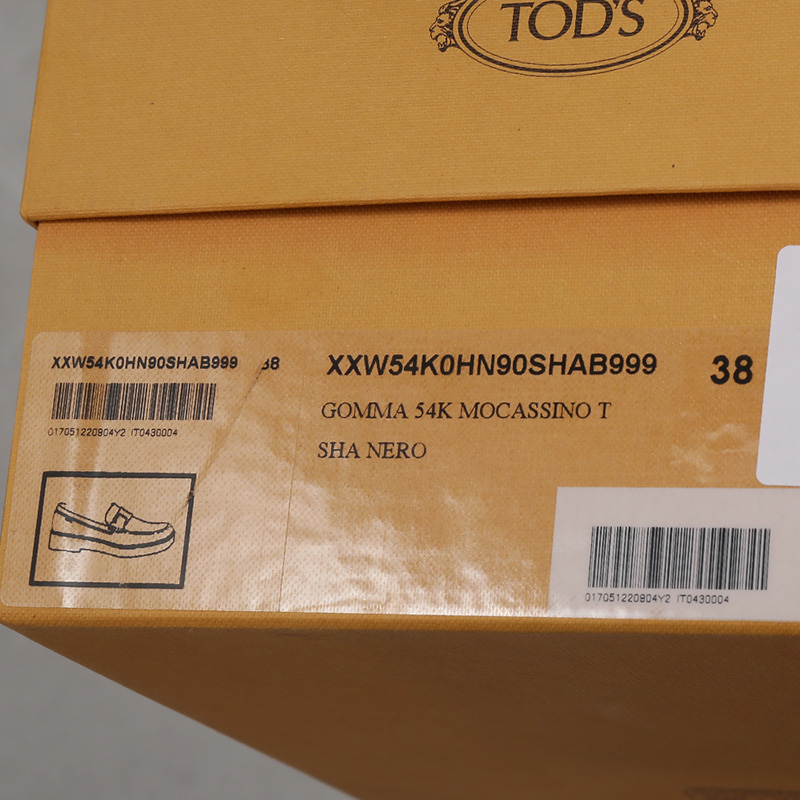 TOD'S
XXW54K0HN90SHAB999 38
017051220804Y2 IT0430004
XXW54K0HN90SHAB999 38
GOMMA 54K MOCASSINO T
SHA NERO
017051220804Y2 IT0430004